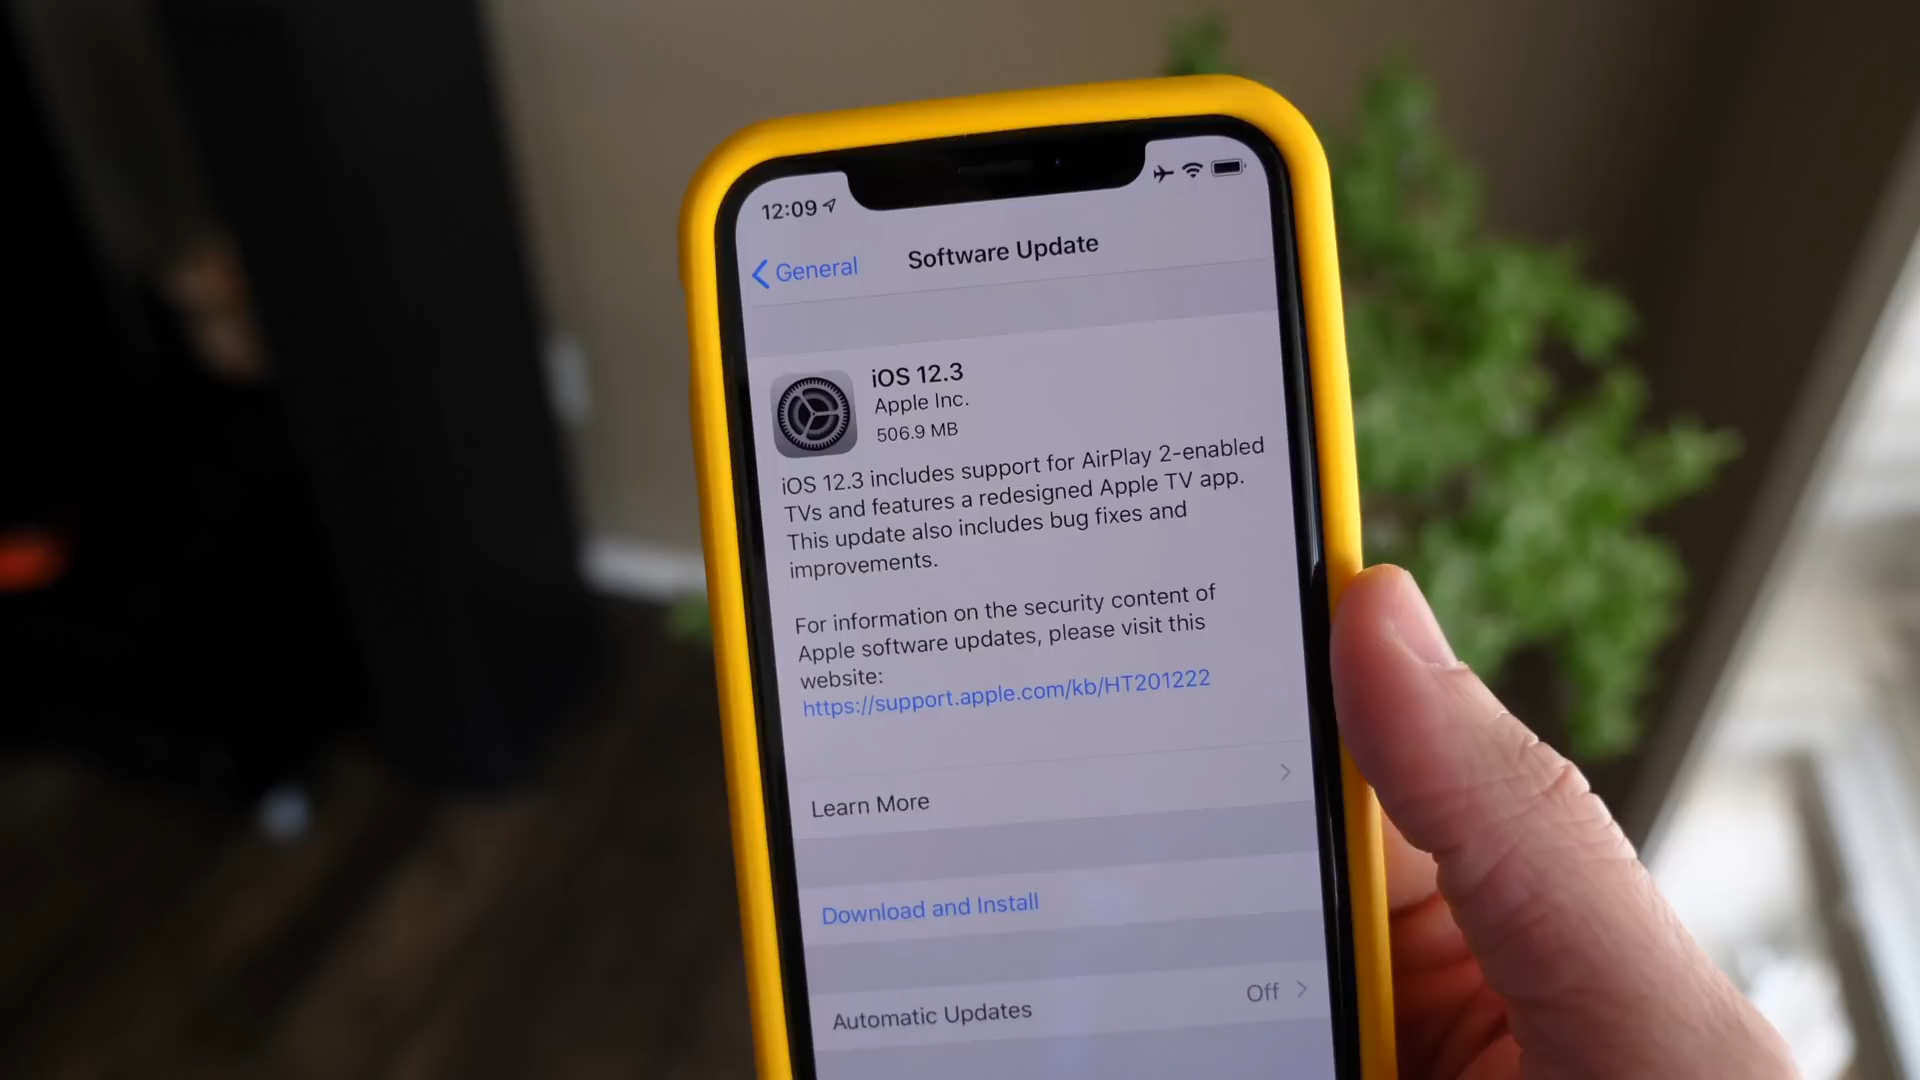 12:09
General
Software Update
iOS 12.3
Apple Inc.
506.9 MB
iOS 12.3 includes support for AirPlay 2-enabled
TVs and features a redesigned Apple TV app.
This update also includes bug fixes and
improvements.
For information on the security content of
Apple software updates, please visit this
website:
https://support.apple.com/kb/HT201222
Learn More
Download and Install
Automatic Updates Off